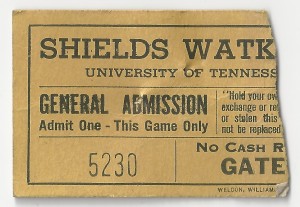 SHIELDS WATK
UNIVERSITY OF TENNESS
GENERAL ADMISSION
Admit One - This Game Only
"Hold your ow
exchange or re
or stolen this
not be replaced
5230
No Cash R
GATE
WELDON, WILLIAM